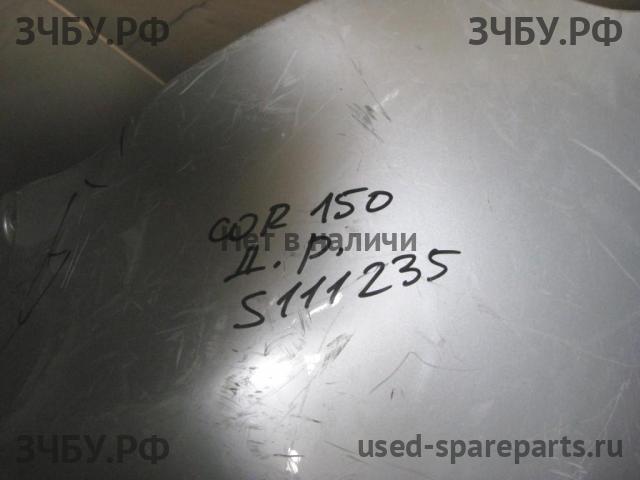 ЗЧБУ.РФ ЗЧБУ.РФ
COR 150
Нет в наличи
Д. Р.
S111235
ЗЧБУ.РФ used-spareparts.ru